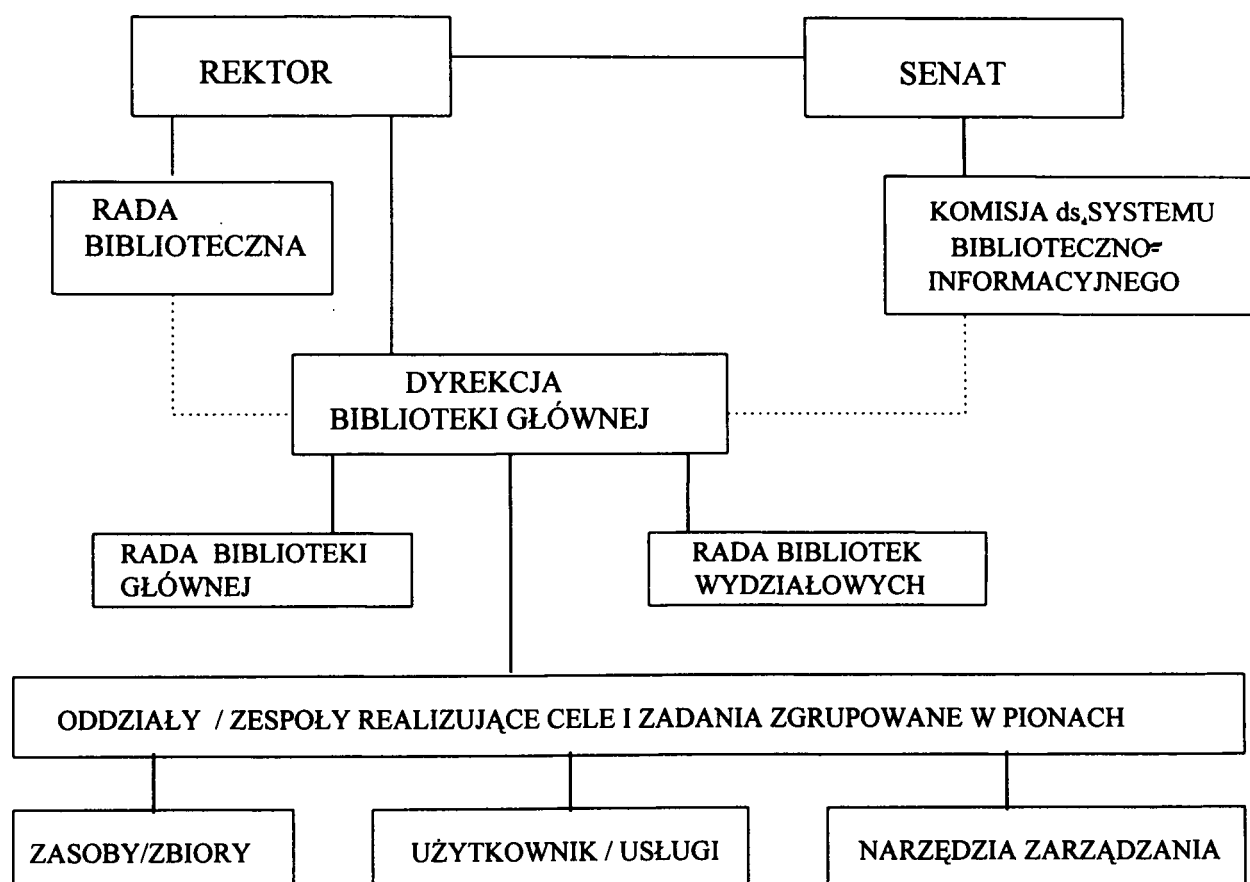 REKTOR
SENAT
RADA
BIBLIOTECZNA
KOMISJA ds. SYSTEMU
BIBLIOTECZNO-
INFORMACYJNEGO
DYREKCJA
BIBLIOTEKI GŁÓWNEJ
RADA BIBLIOTEKI
GŁÓWNEJ
RADA BIBLIOTEK
WYDZIAŁOWYCH
ODDZIAŁY / ZESPOŁY REALIZUJĄCE CELE I ZADANIA ZGRUPOWANE W PIONACH
ZASOBY/ZBIORY
UŻYTKOWNIK / USŁUGI
NARZĘDZIA ZARZĄDZANIA